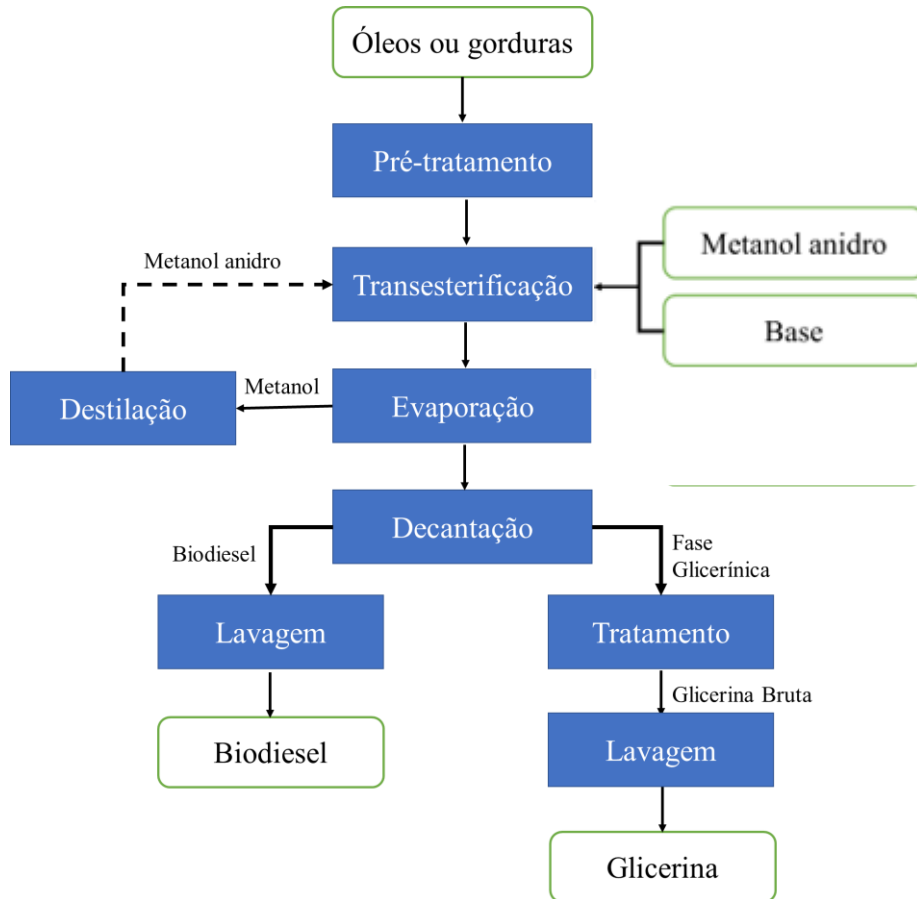 Óleos ou gorduras
Pré-tratamento
Metanol anidro
Metanol anidro
Transesterificação
Base
Metanol
Destilação
Evaporação
Decantação
Biodiesel
Fase
Glicerínica
Lavagem
Tratamento
Glicerina Bruta
Biodiesel
Lavagem
Glicerina